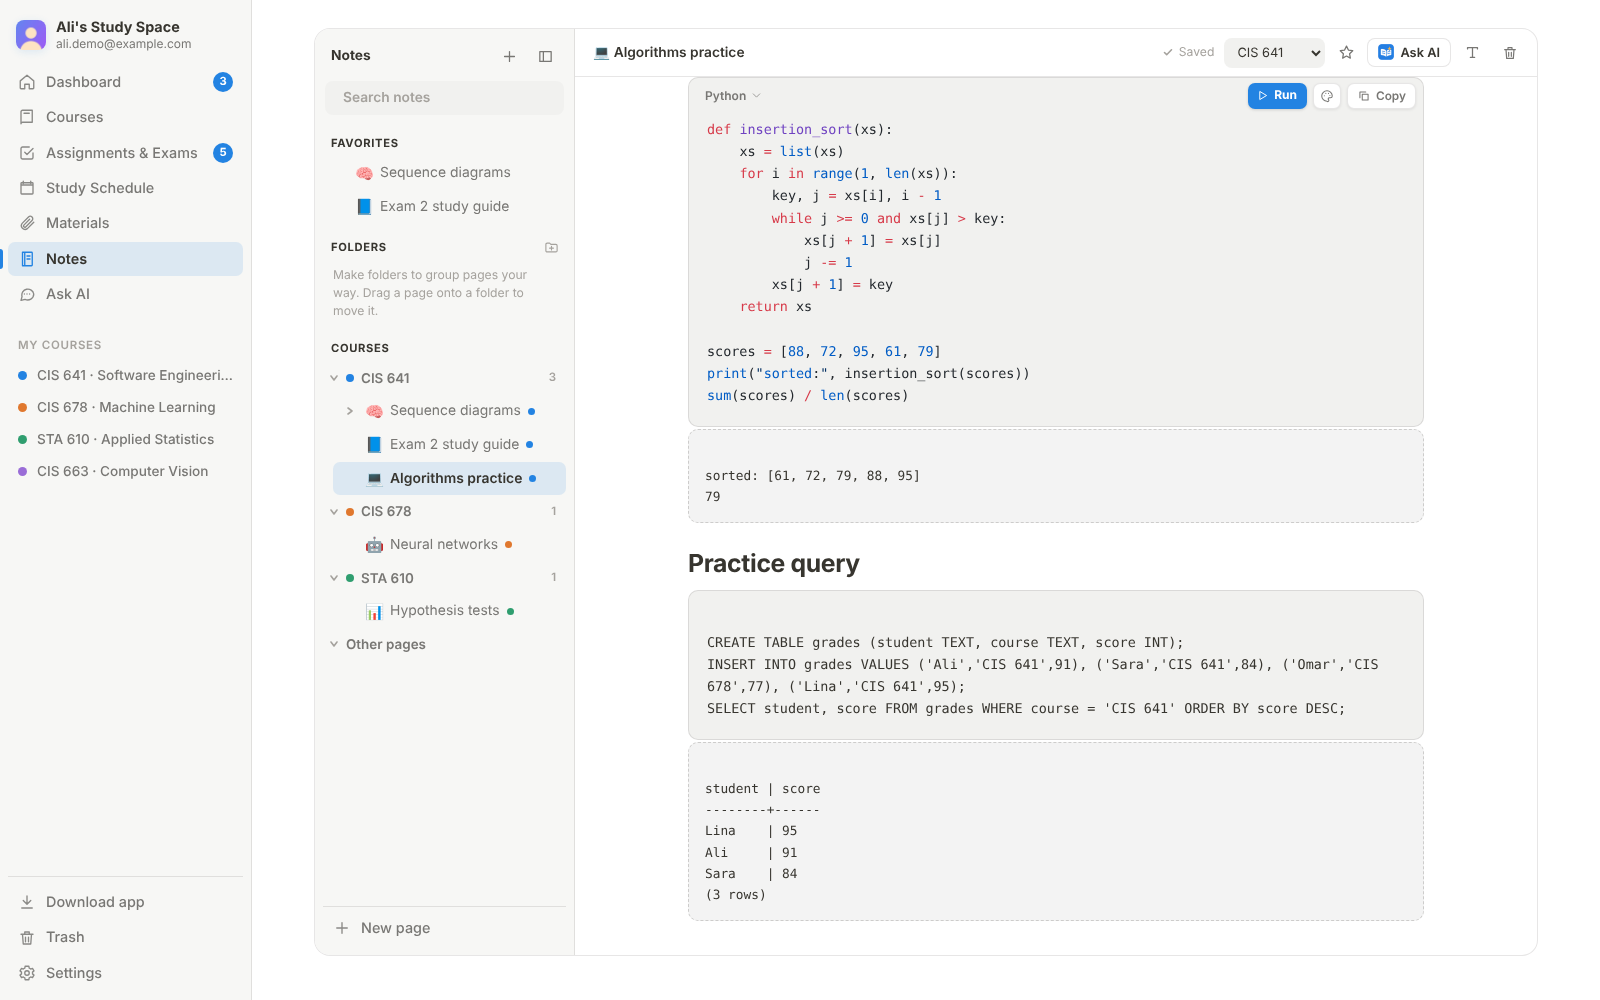 Ali's Study Space
ali.demo@example.com
Dashboard 3
Courses
Assignments & Exams 5
Study Schedule
Materials
Notes
Ask AI
MY COURSES
CIS 641 · Software Engineeri...
CIS 678 · Machine Learning
STA 610 · Applied Statistics
CIS 663 · Computer Vision
Download app
Trash
Settings
Notes
Search notes
FAVORITES
Sequence diagrams
Exam 2 study guide
FOLDERS
Make folders to group pages your
way. Drag a page onto a folder to
move it.
COURSES
CIS 641 3
Sequence diagrams
Exam 2 study guide
Algorithms practice
CIS 678 1
Neural networks
STA 610 1
Hypothesis tests
Other pages
New page
Algorithms practice
Saved
CIS 641
Ask AI
Python
Run
Copy
def insertion_sort(xs):
    xs = list(xs)
    for i in range(1, len(xs)):
        key, j = xs[i], i - 1
        while j >= 0 and xs[j] > key:
            xs[j + 1] = xs[j]
            j -= 1
        xs[j + 1] = key
    return xs
scores = [88, 72, 95, 61, 79]
print("sorted:", insertion_sort(scores))
sum(scores) / len(scores)
sorted: [61, 72, 79, 88, 95]
79
Practice query
CREATE TABLE grades (student TEXT, course TEXT, score INT);
INSERT INTO grades VALUES ('Ali','CIS 641',91), ('Sara','CIS 641',84), ('Omar','CIS
678',77), ('Lina','CIS 641',95);
SELECT student, score FROM grades WHERE course = 'CIS 641' ORDER BY score DESC;
student | score
--------+------
Lina    | 95
Ali     | 91
Sara    | 84
(3 rows)